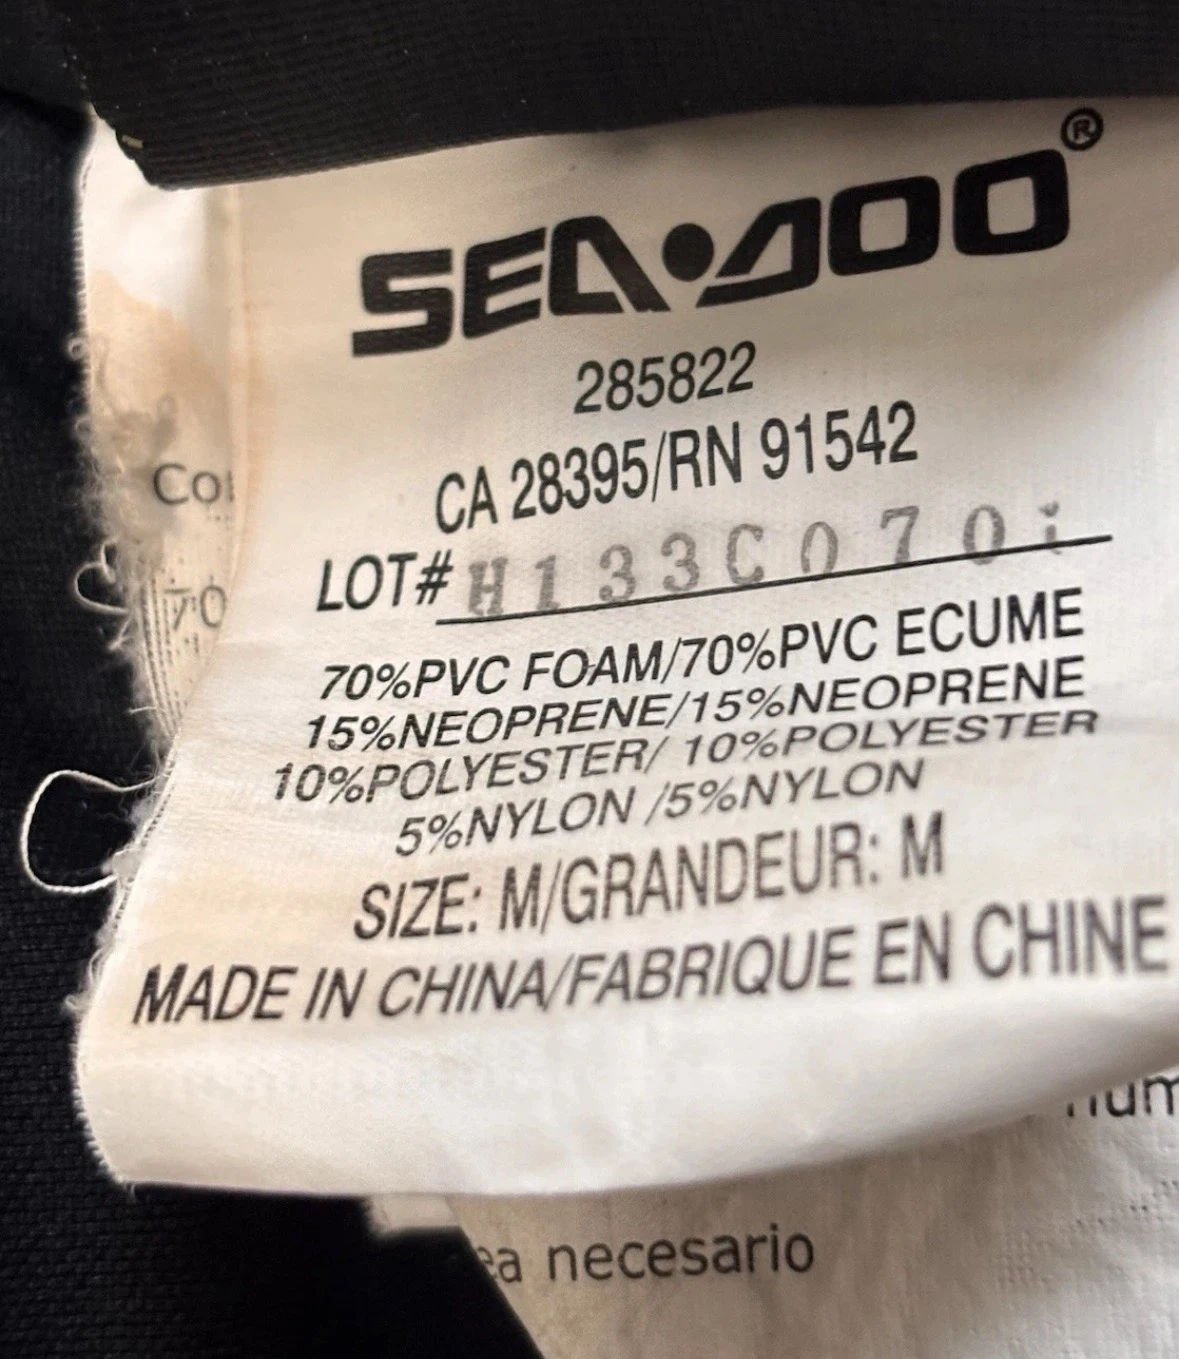 SEA•DOO®
285822
CA 28395/RN 91542
LOT# H133C070
70%PVC FOAM/70%PVC ECUME
15%NEOPRENE/15%NEOPRENE
10%POLYESTER/ 10%POLYESTER
5%NYLON /5%NYLON
SIZE: M/GRANDEUR: M
MADE IN CHINA/FABRIQUE EN CHINE
necesario